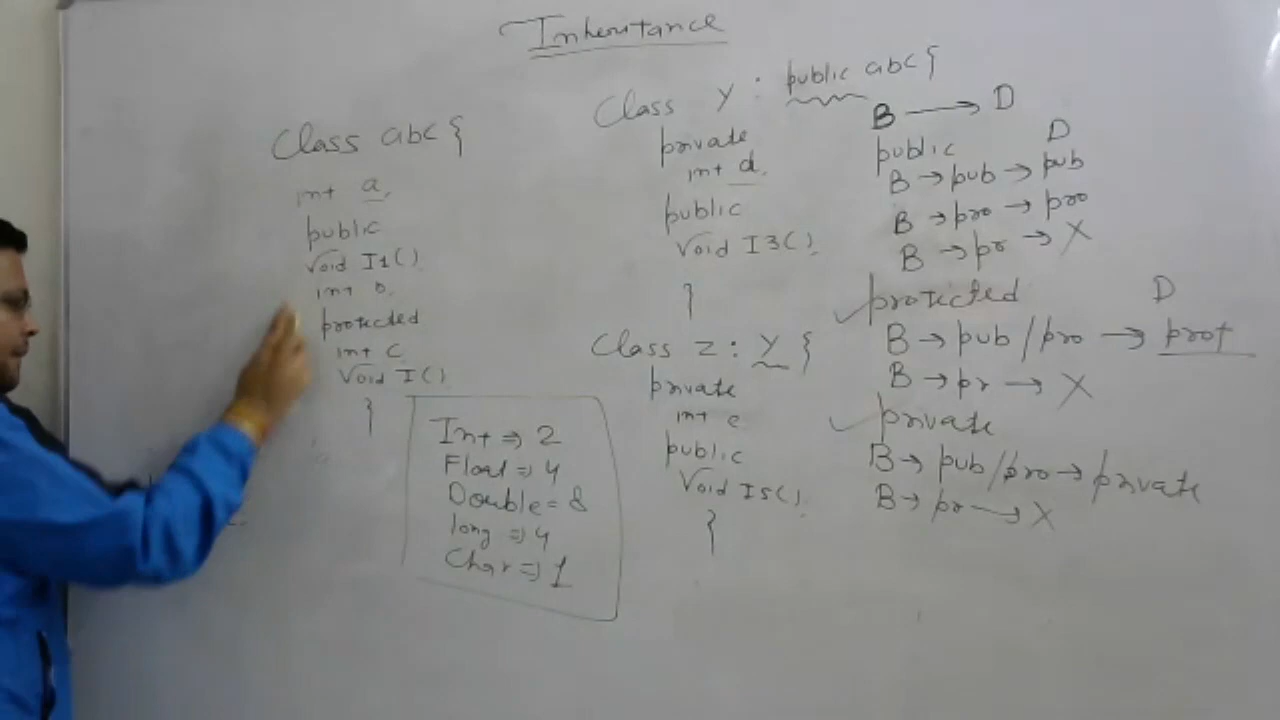 Inheritance
Class abc {
int a,
public
void I1()
int b,
protected
int c
void I()
}
Int => 2
Float => 4
Double = 8
long => 4
Char => 1
Class Y : public abc {
private
int d,
public
void I3(),
}
Class Z : Y {
private
int e
public
void I5(),
}
B → D
public D
B → pub → pub
B → pro → pro
B → pr → X
✓ protected D
B → pub/pro → prot
B → pr → X
✓ private
B → pub/pro → private
B → pr → X